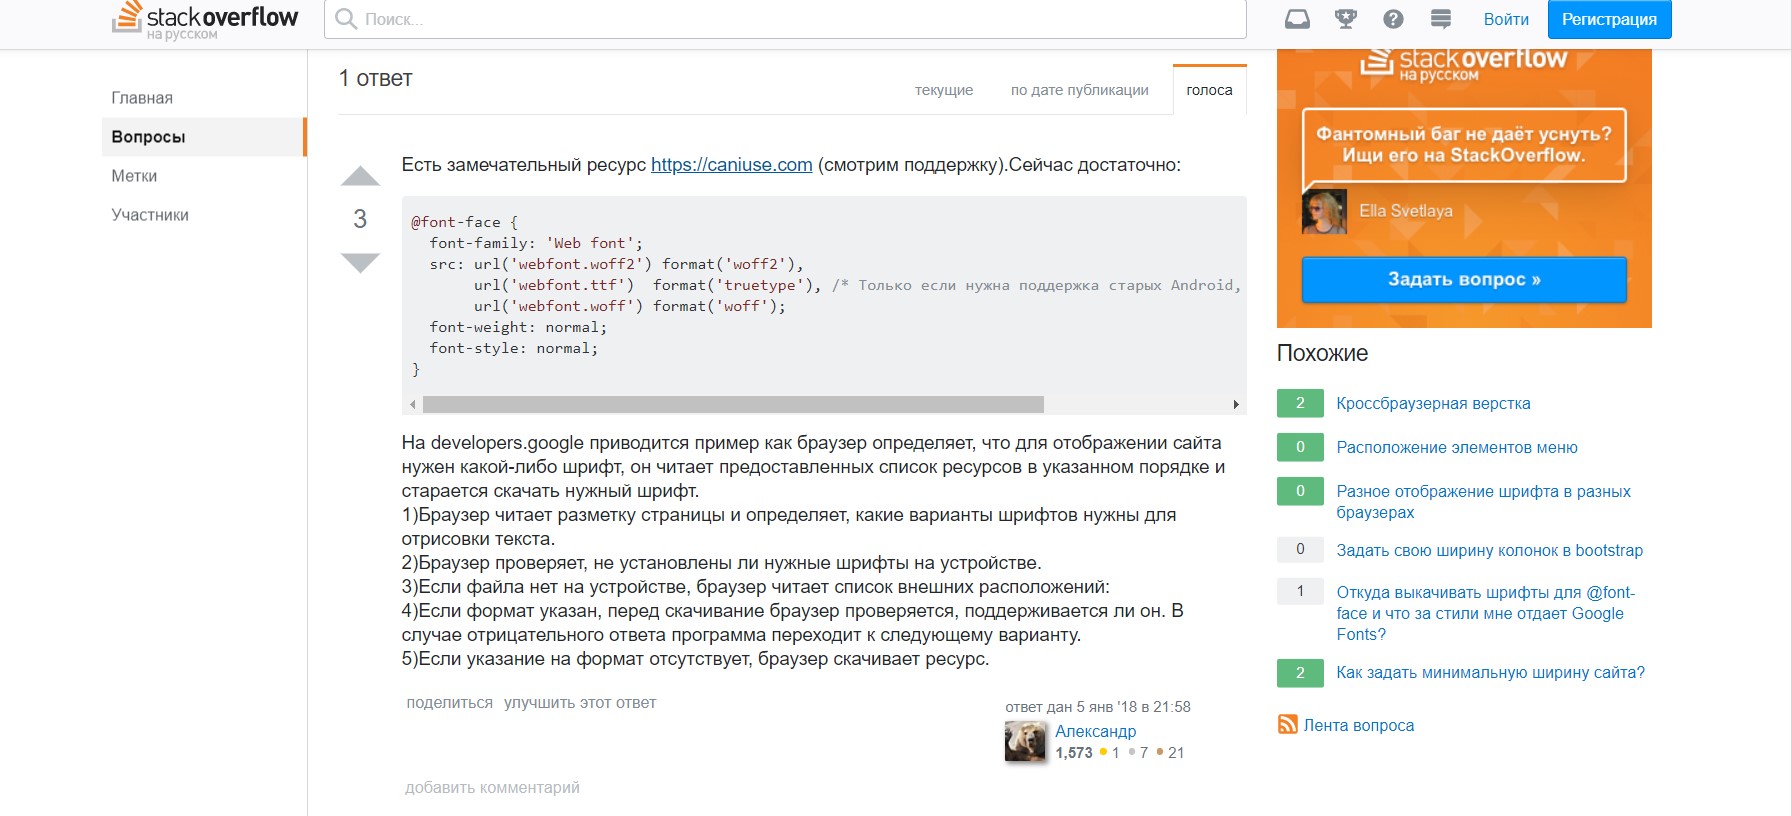 stackoverflow
на русском
Поиск...
Войти
Регистрация
Главная
Вопросы
Метки
Участники
1 ответ
текущие
по дате публикации
голоса
Есть замечательный ресурс https://caniuse.com (смотрим поддержку).Сейчас достаточно:
3
@font-face {
font-family: 'Web font';
src: url('webfont.woff2') format('woff2'),
url('webfont.ttf')  format('truetype'), /* Только если нужна поддержка старых Android,
url('webfont.woff') format('woff');
font-weight: normal;
font-style: normal;
}
На developers.google приводится пример как браузер определяет, что для отображении сайта
нужен какой-либо шрифт, он читает предоставленных список ресурсов в указанном порядке и
старается скачать нужный шрифт.
1)Браузер читает разметку страницы и определяет, какие варианты шрифтов нужны для
отрисовки текста.
2)Браузер проверяет, не установлены ли нужные шрифты на устройстве.
3)Если файла нет на устройстве, браузер читает список внешних расположений:
4)Если формат указан, перед скачивание браузер проверяется, поддерживается ли он. В
случае отрицательного ответа программа переходит к следующему варианту.
5)Если указание на формат отсутствует, браузер скачивает ресурс.
поделиться улучшить этот ответ
ответ дан 5 янв '18 в 21:58
Александр
1,573 1 7 21
добавить комментарий
stackoverflow
на русском
Фантомный баг не даёт уснуть?
Ищи его на StackOverflow.
Ella Svetlaya
Задать вопрос »
Похожие
2 Кроссбраузерная верстка
0 Расположение элементов меню
0 Разное отображение шрифта в разных
браузерах
0 Задать свою ширину колонок в bootstrap
1 Откуда выкачивать шрифты для @font-
face и что за стили мне отдает Google
Fonts?
2 Как задать минимальную ширину сайта?
Лента вопроса